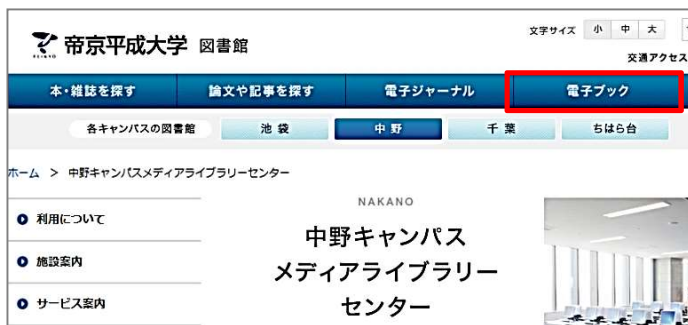 文字サイズ 小 中 大
帝京平成大学 図書館
交通アクセス
本・雑誌を探す 論文や記事を探す 電子ジャーナル 電子ブック
各キャンパスの図書館 池袋 中野 千葉 ちはら台
ホーム > 中野キャンパスメディアライブラリーセンター
利用について
施設案内
サービス案内
NAKANO
中野キャンパス
メディアライブラリー
センター